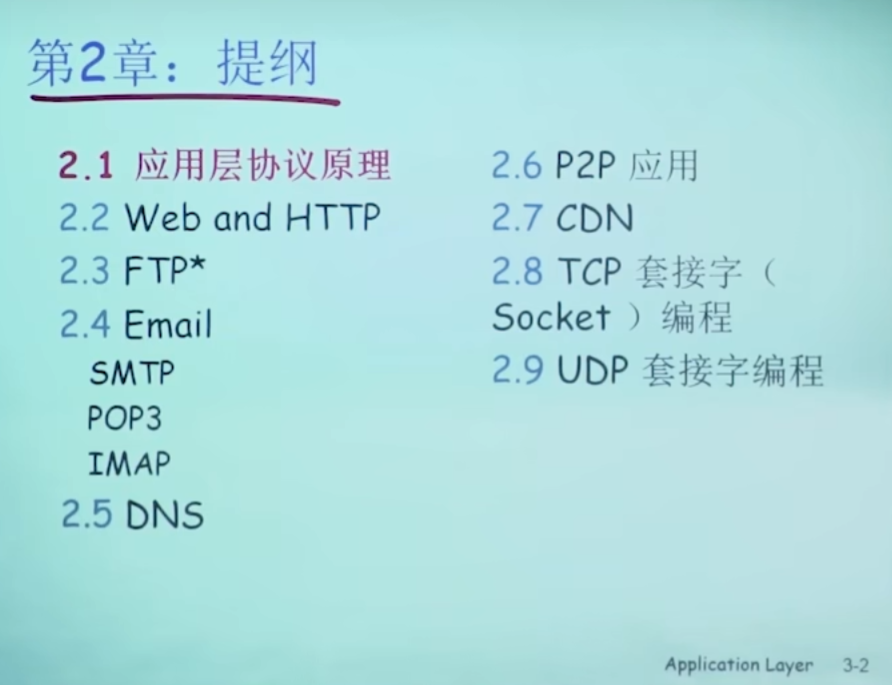 第2章：提纲
2.1 应用层协议原理
2.2 Web and HTTP
2.3 FTP*
2.4 Email
SMTP
POP3
IMAP
2.5 DNS
2.6 P2P 应用
2.7 CDN
2.8 TCP 套接字（
Socket ）编程
2.9 UDP 套接字编程
Application Layer 3-2